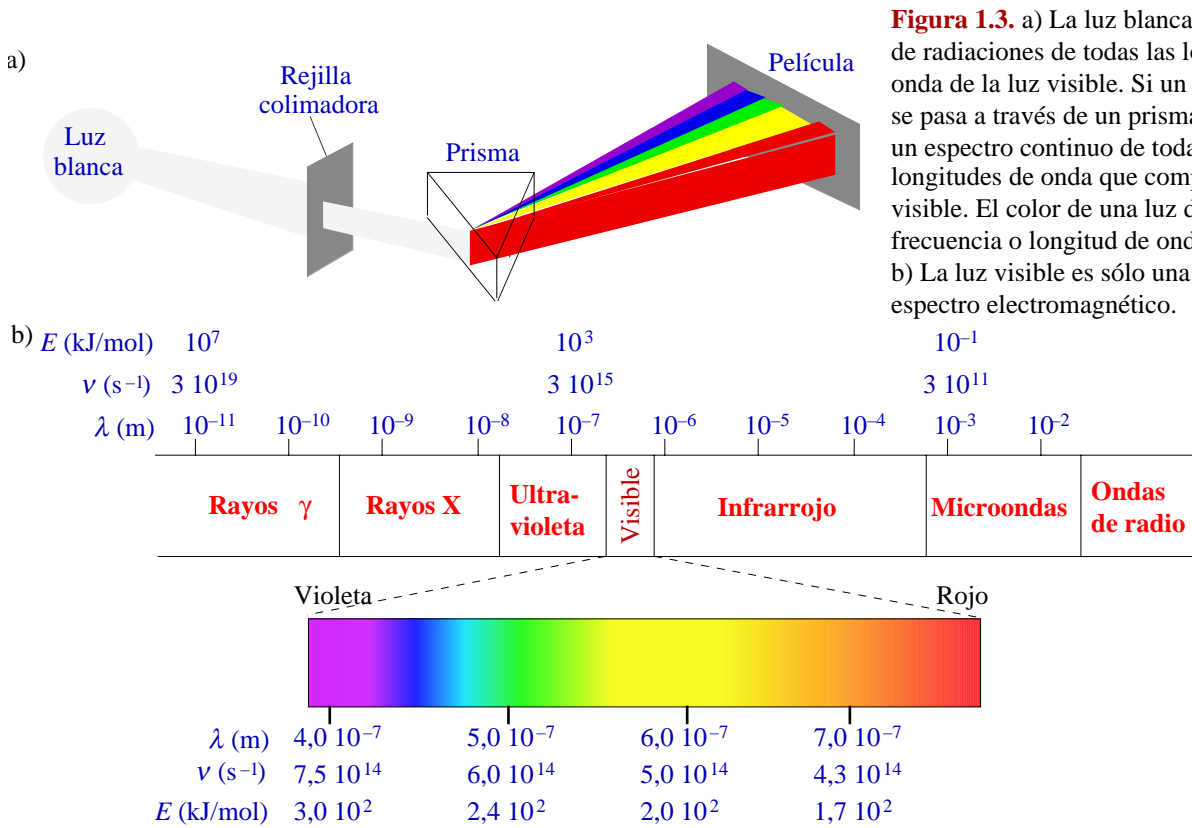 Figura 1.3. a) La luz blanca
de radiaciones de todas las
onda de la luz visible. Si un
se pasa a través de un prisma
un espectro continuo de
longitudes de onda que
visible. El color de una luz
frecuencia o longitud de
b) La luz visible es sólo una
espectro electromagnético.
a)
Luz
blanca
Rejilla
colimadora
Prisma
Película
b) E (kJ/mol) 10⁷ 10³ 10⁻¹
ν (s⁻¹) 3 10¹⁹ 3 10¹⁵ 3 10¹¹
λ (m) 10⁻¹¹ 10⁻¹⁰ 10⁻⁹ 10⁻⁸ 10⁻⁷ 10⁻⁶ 10⁻⁵ 10⁻⁴ 10⁻³ 10⁻²
Rayos γ
Rayos X
Ultra-
violeta
Visible
Infrarrojo
Microondas
Ondas
de radio
Violeta Rojo
λ (m) 4,0 10⁻⁷ 5,0 10⁻⁷ 6,0 10⁻⁷ 7,0 10⁻⁷
ν (s⁻¹) 7,5 10¹⁴ 6,0 10¹⁴ 5,0 10¹⁴ 4,3 10¹⁴
E (kJ/mol) 3,0 10² 2,4 10² 2,0 10² 1,7 10²